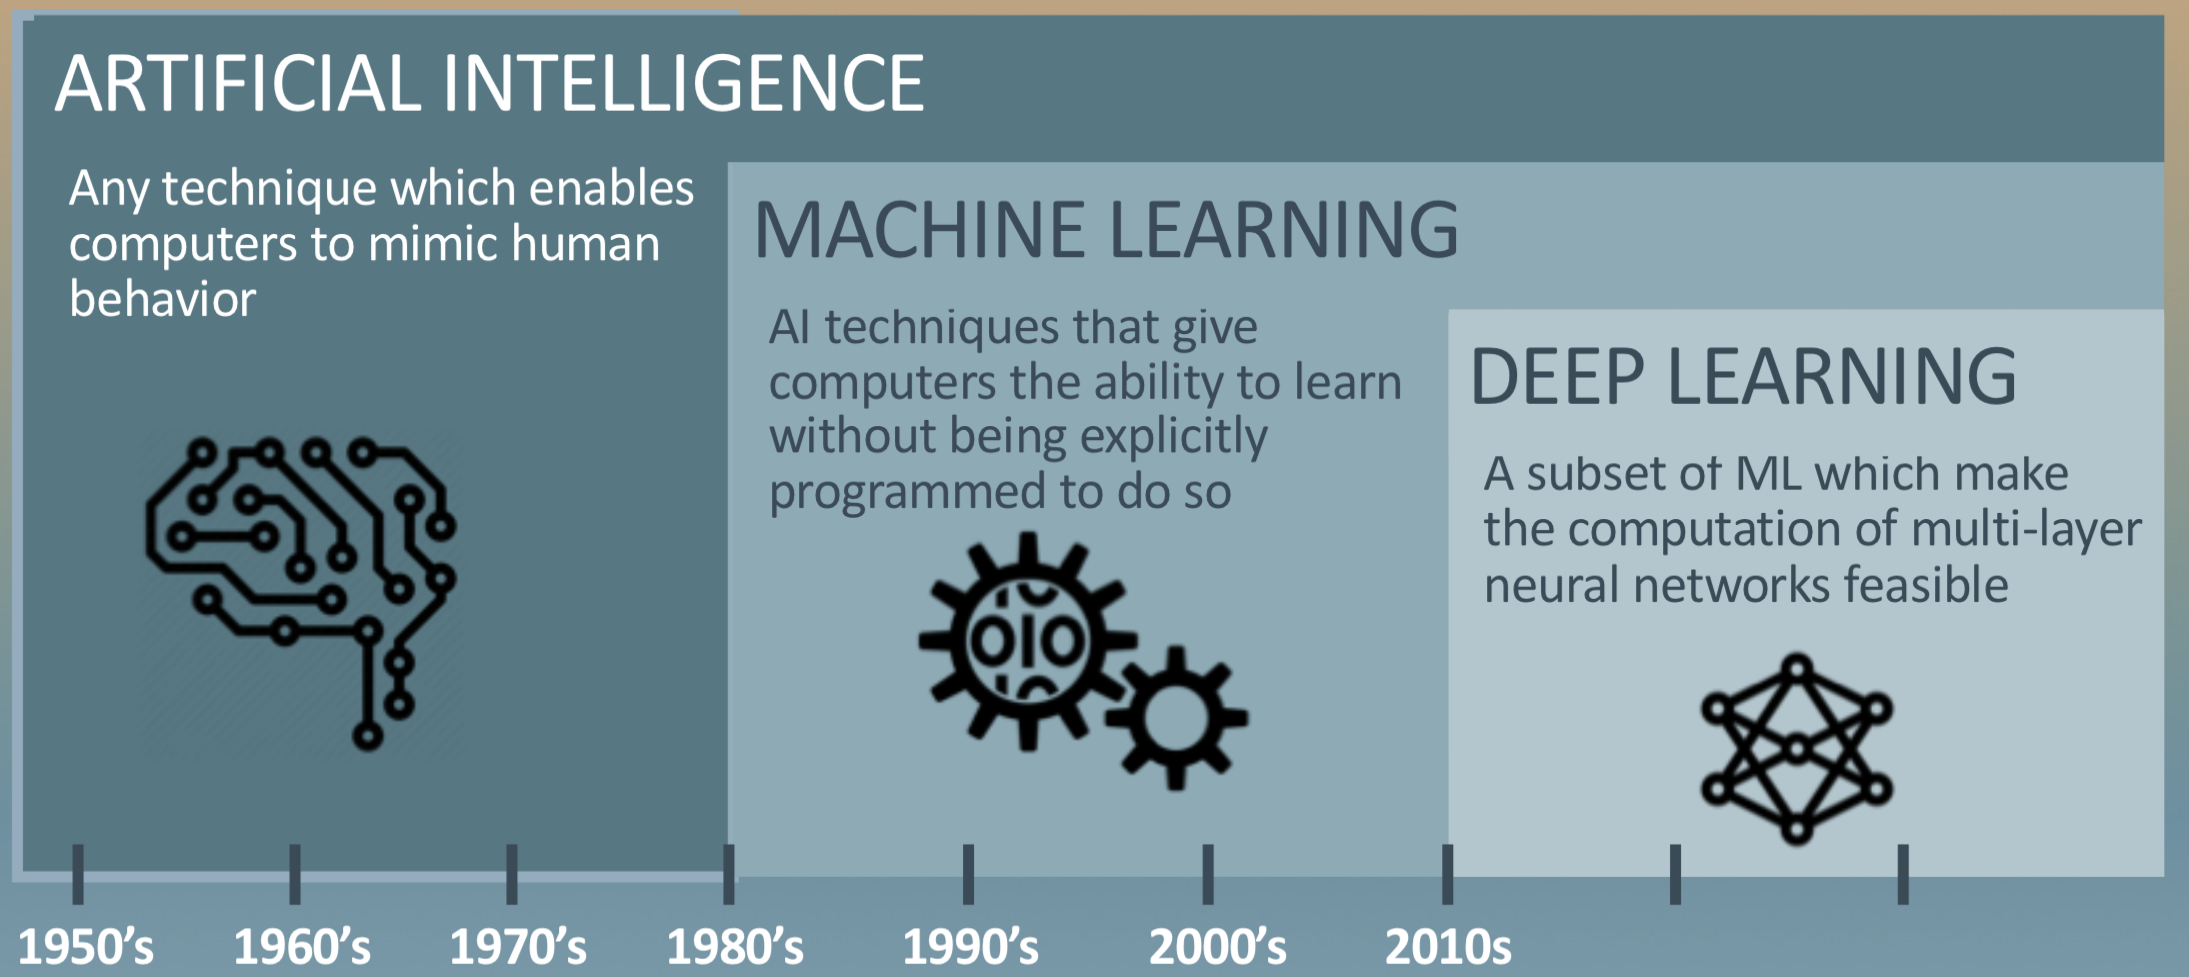 ARTIFICIAL INTELLIGENCE
Any technique which enables
computers to mimic human
behavior
MACHINE LEARNING
AI techniques that give
computers the ability to learn
without being explicitly
programmed to do so
DEEP LEARNING
A subset of ML which make
the computation of multi-layer
neural networks feasible
010
1950’s
1960’s
1970’s
1980’s
1990’s
2000’s
2010s